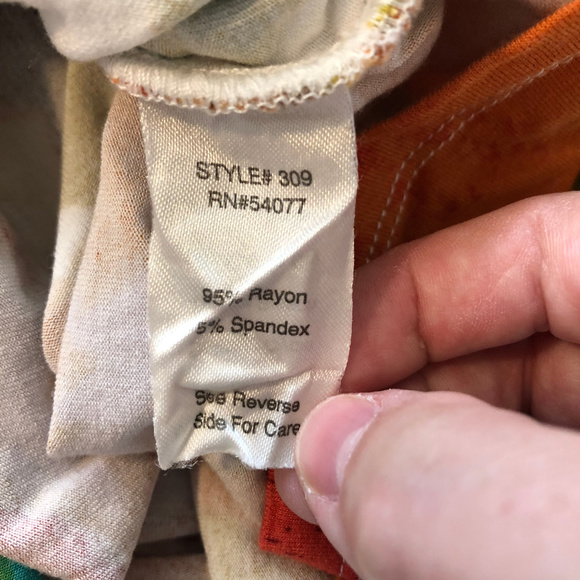 STYLE# 309
RN#54077
95% Rayon
5% Spandex
See Reverse
Side For Care